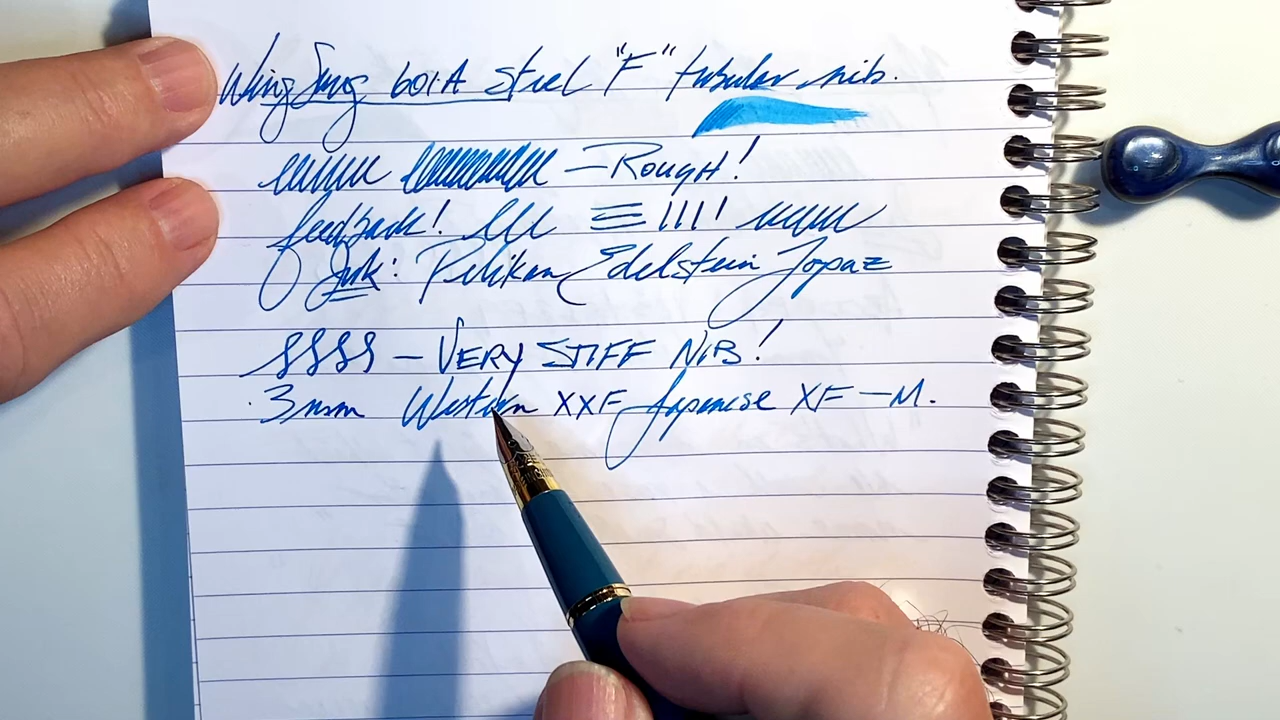 Wing Sung 601A steel "F" tubular nib.
— Rough!
feedback!
Ink: Pelikan Edelstein Topaz
— VERY STIFF NIB!
.3mm Western XXF Japanese XF — M.